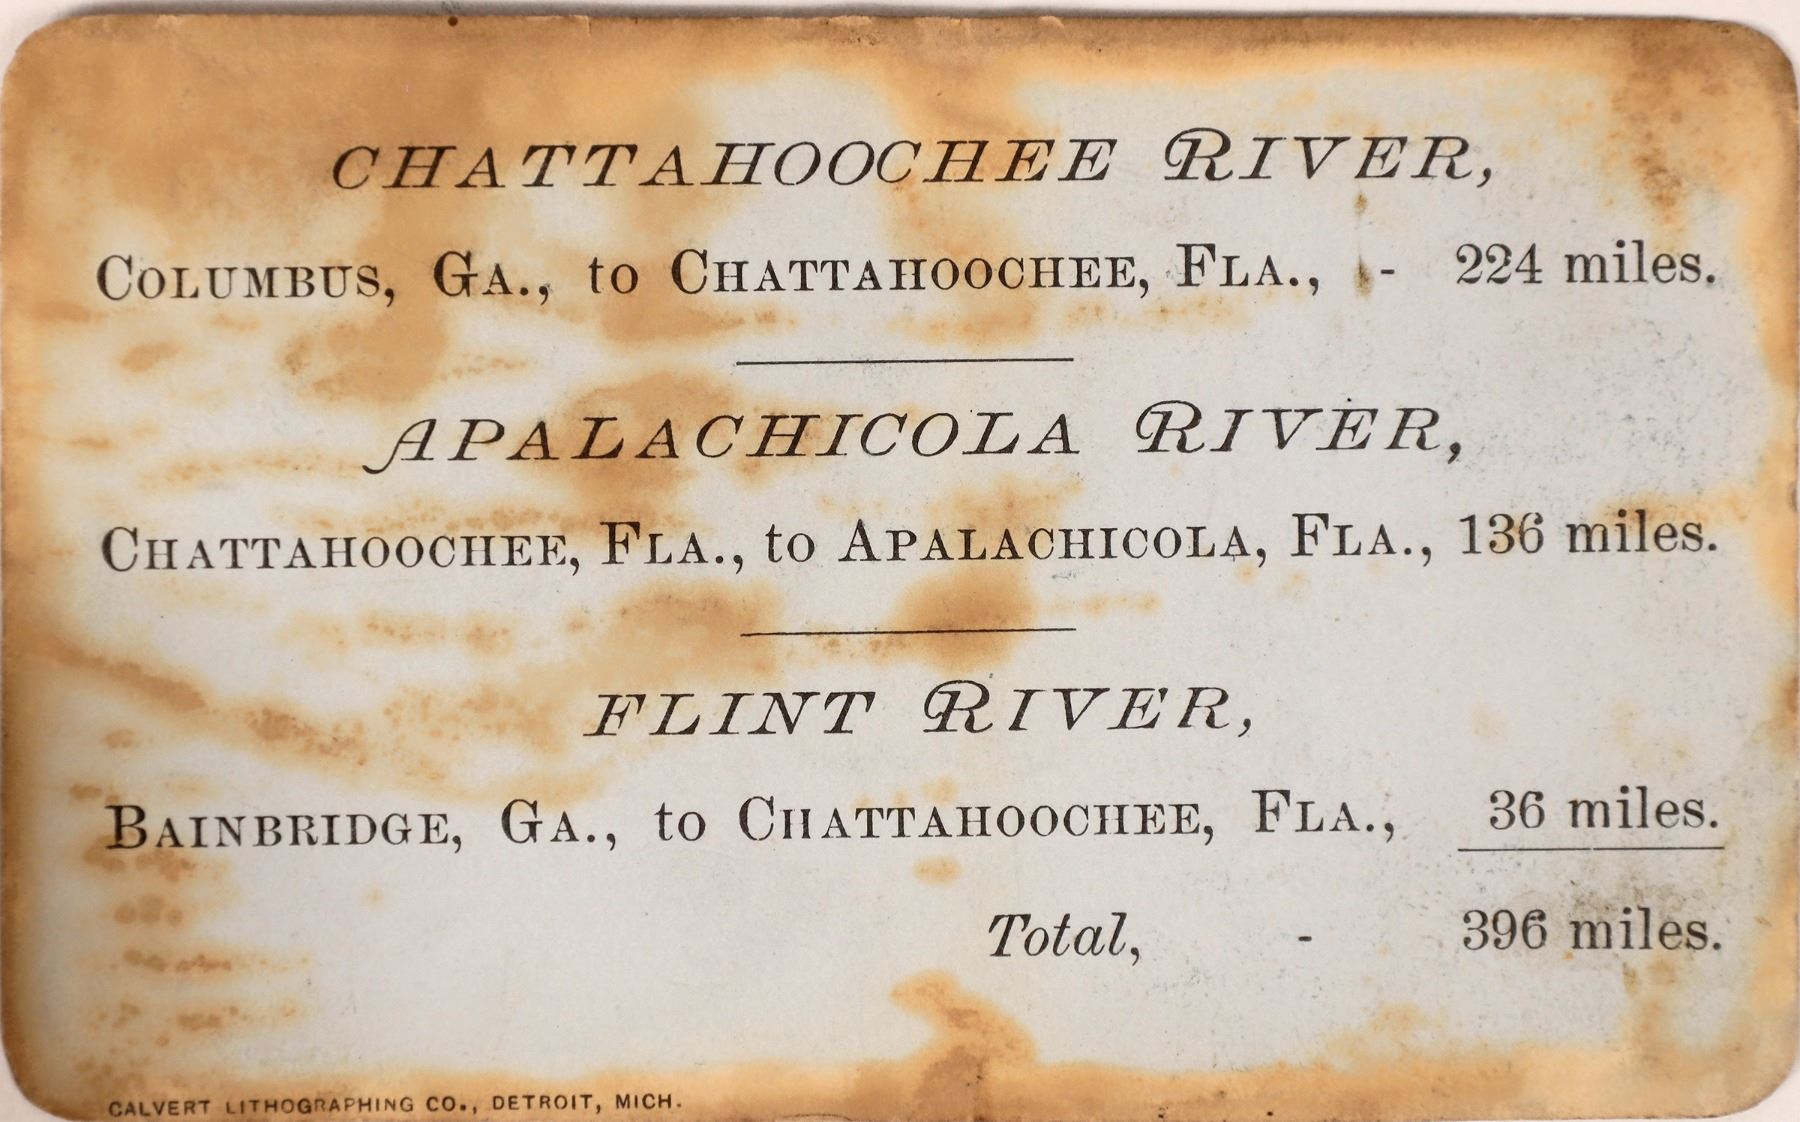 CHATTAHOOCHEE RIVER,
COLUMBUS, GA., to CHATTAHOOCHEE, FLA., - 224 miles.
APALACHICOLA RIVER,
CHATTAHOOCHEE, FLA., to APALACHICOLA, FLA., 136 miles.
FLINT RIVER,
BAINBRIDGE, GA., to CHATTAHOOCHEE, FLA., 36 miles.
Total, - 396 miles.
CALVERT LITHOGRAPHING CO., DETROIT, MICH.